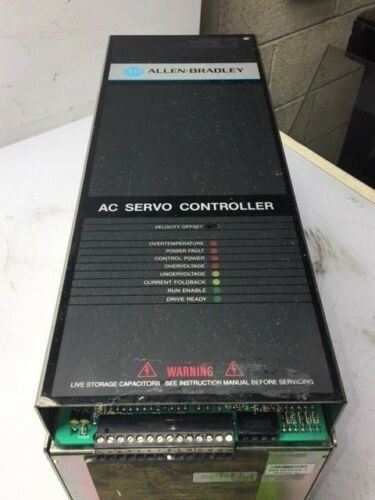 AB ALLEN-BRADLEY
AC SERVO CONTROLLER
VELOCITY OFFSET
OVERTEMPERATURE
POWER FAULT
CONTROL POWER
OVERVOLTAGE
UNDERVOLTAGE
CURRENT FOLDBACK
RUN ENABLE
DRIVE READY
WARNING
LIVE STORAGE CAPACITORS SEE INSTRUCTION MANUAL BEFORE SERVICING